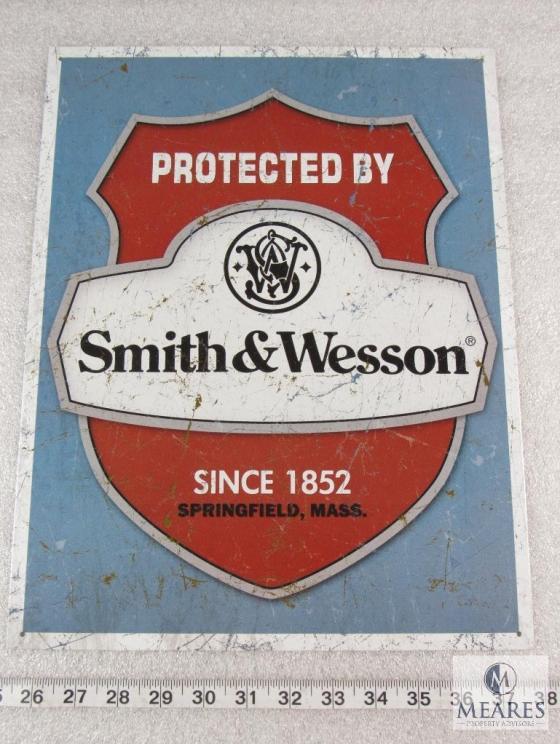 PROTECTED BY
SW
Smith & Wesson®
SINCE 1852
SPRINGFIELD, MASS.
26 27 28 29 30 31 32 33 34 35 36 37 38
M
MEARES
PROPERTY ADVISORS